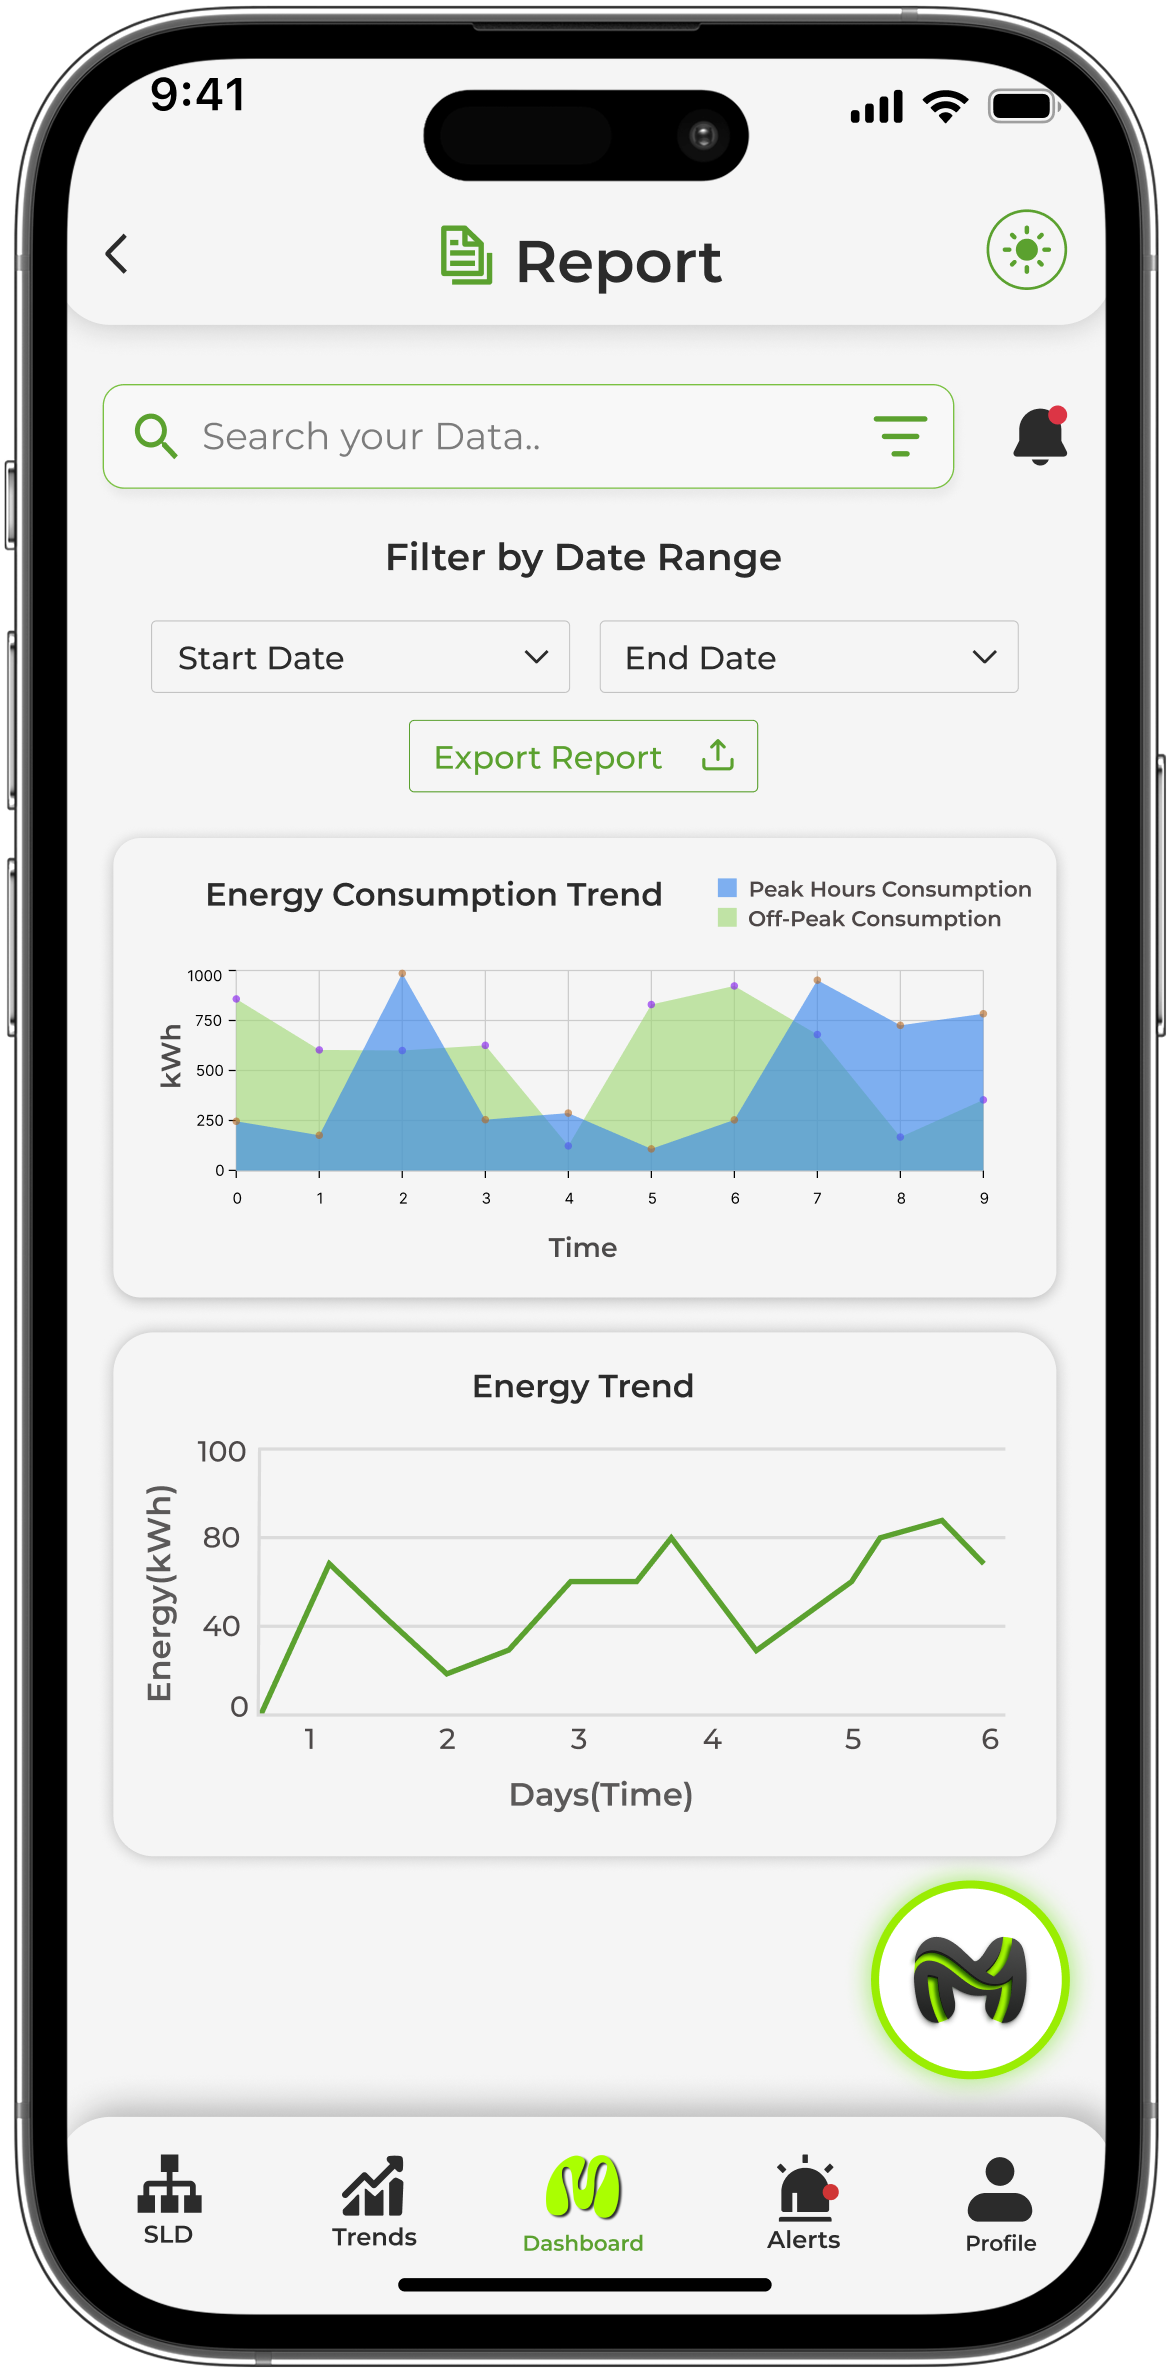 9:41
Report
Search your Data..
Filter by Date Range
Start Date
End Date
Export Report
Energy Consumption Trend
Peak Hours Consumption
Off-Peak Consumption
1000
750
500
250
0
kWh
0 1 2 3 4 5 6 7 8 9
Time
Energy Trend
100
80
40
0
Energy(kWh)
1 2 3 4 5 6
Days(Time)
SLD
Trends
Dashboard
Alerts
Profile